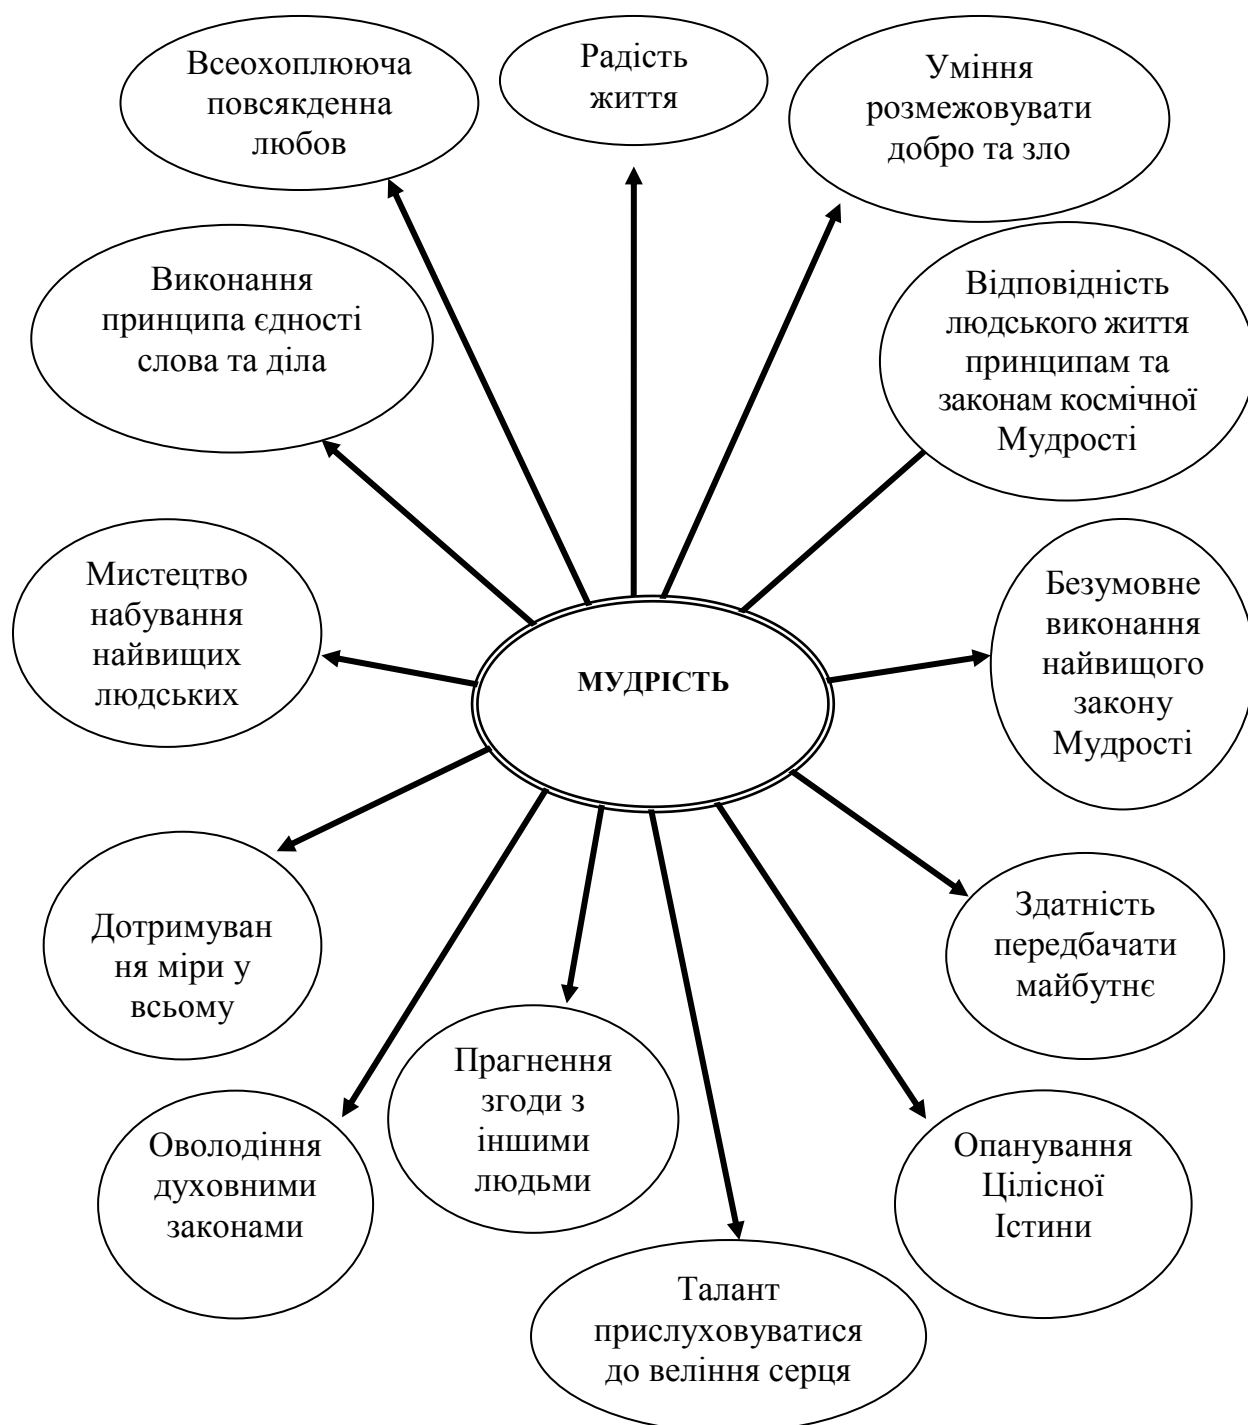 Всеохоплююча
повсякденна
любов
Радість
життя
Уміння
розмежовувати
добро та зло
Виконання
принципа єдності
слова та діла
Відповідність
людського життя
принципам та
законам космічної
Мудрості
Мистецтво
набування
найвищих
людських
МУДРІСТЬ
Безумовне
виконання
найвищого
закону
Мудрості
Дотримуван
ня міри у
всьому
Здатність
передбачати
майбутнє
Прагнення
згоди з
іншими
людьми
Оволодіння
духовними
законами
Опанування
Цілісної
Істини
Талант
прислуховуватися
до веління серця